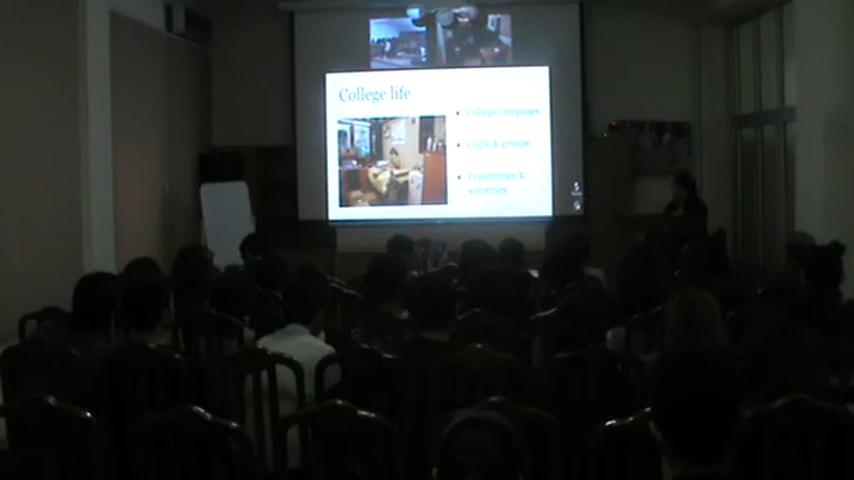 College life
College campuses
Clubs & groups
Fraternities &
sororities